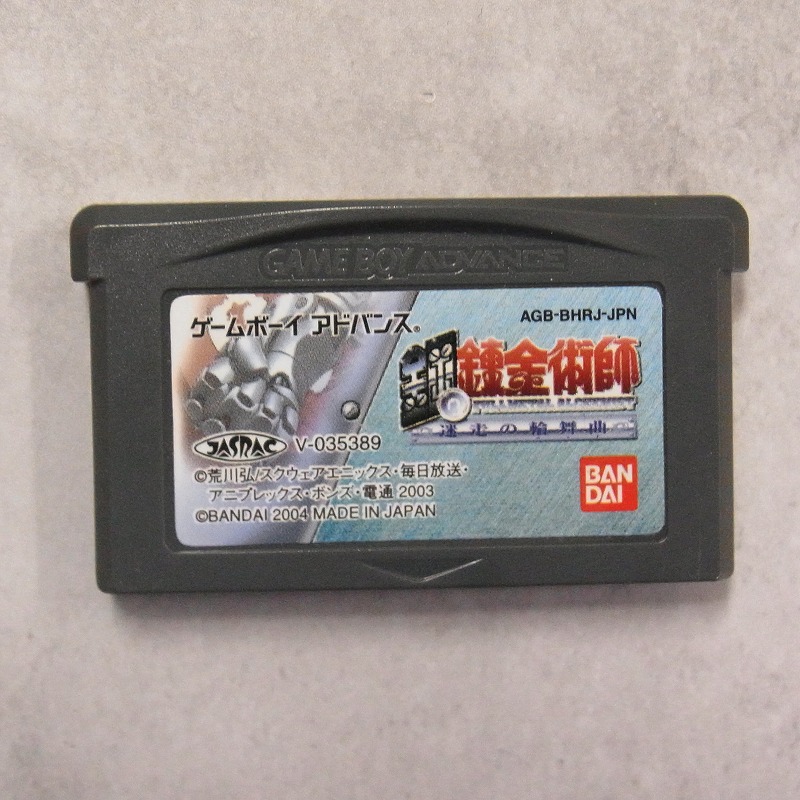 GAME BOY ADVANCE
ゲームボーイ アドバンス®
AGB-BHRJ-JPN
鋼の錬金術師
FULLMETAL ALCHEMIST
迷走の輪舞曲
JASRAC V-035389
©荒川弘/スクウェアエニックス・毎日放送・
アニプレックス・ボンズ・電通 2003
©BANDAI 2004 MADE IN JAPAN
BAN
DAI